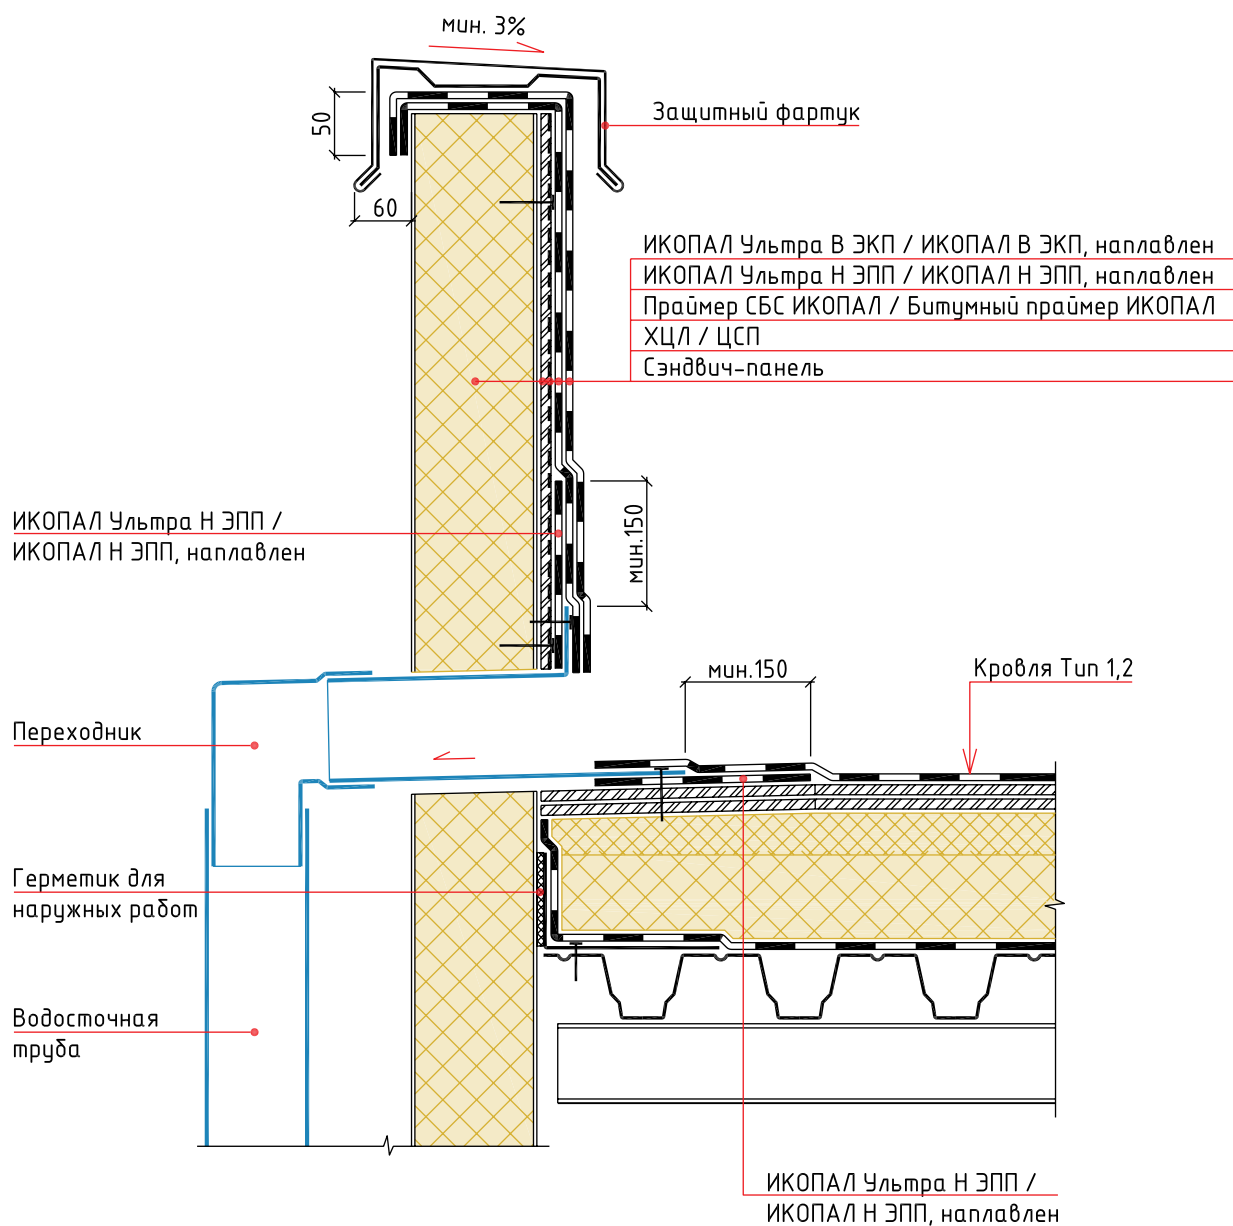 мин. 3%
Защитный фартук
50
60
ИКОПАЛ Ультра В ЭКП / ИКОПАЛ В ЭКП, наплавлен
ИКОПАЛ Ультра Н ЭПП / ИКОПАЛ Н ЭПП, наплавлен
Праймер СБС ИКОПАЛ / Битумный праймер ИКОПАЛ
ХЦЛ / ЦСП
Сэндвич-панель
ИКОПАЛ Ультра Н ЭПП /
ИКОПАЛ Н ЭПП, наплавлен
мин.150
мин.150
Кровля Тип 1,2
Переходник
Герметик для
наружных работ
Водосточная
труба
ИКОПАЛ Ультра Н ЭПП /
ИКОПАЛ Н ЭПП, наплавлен